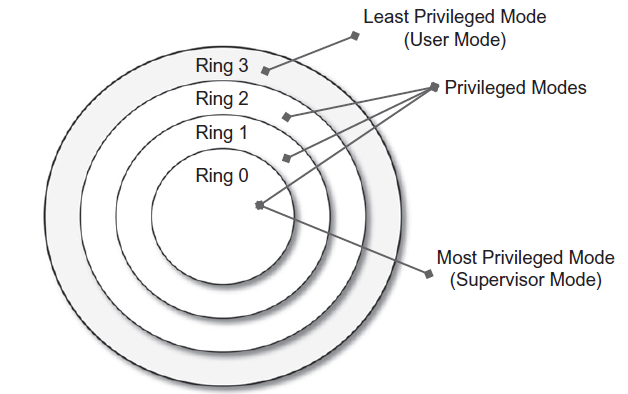 Least Privileged Mode
(User Mode)
Ring 3
Privileged Modes
Ring 2
Ring 1
Ring 0
Most Privileged Mode
(Supervisor Mode)